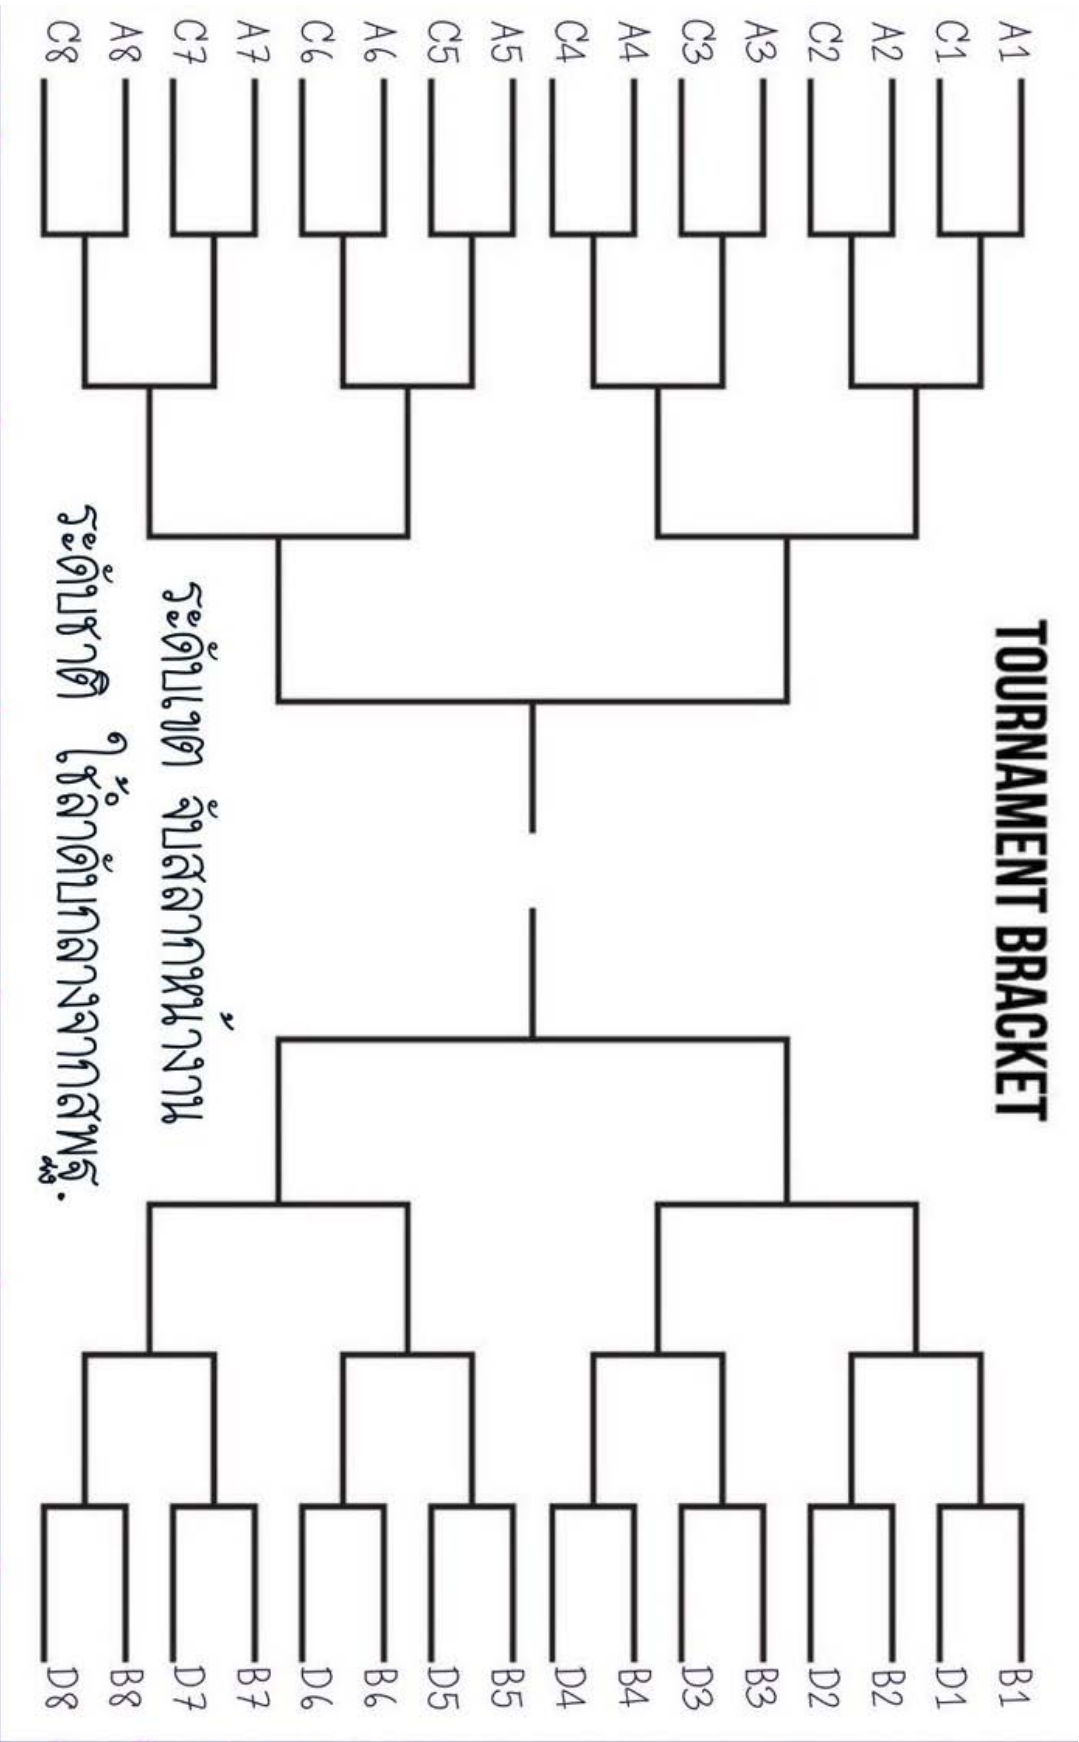 TOURNAMENT BRACKET
A1
C1
A2
C2
A3
C3
A4
C4
A5
C5
A6
C6
A7
C7
A8
C8
B1
D1
B2
D2
B3
D3
B4
D4
B5
D5
B6
D6
B7
D7
B8
D8
ระดับเขต จับสลากหน้างาน
ระดับชาติ ใช้ลำดับกลางจากสพฐ.